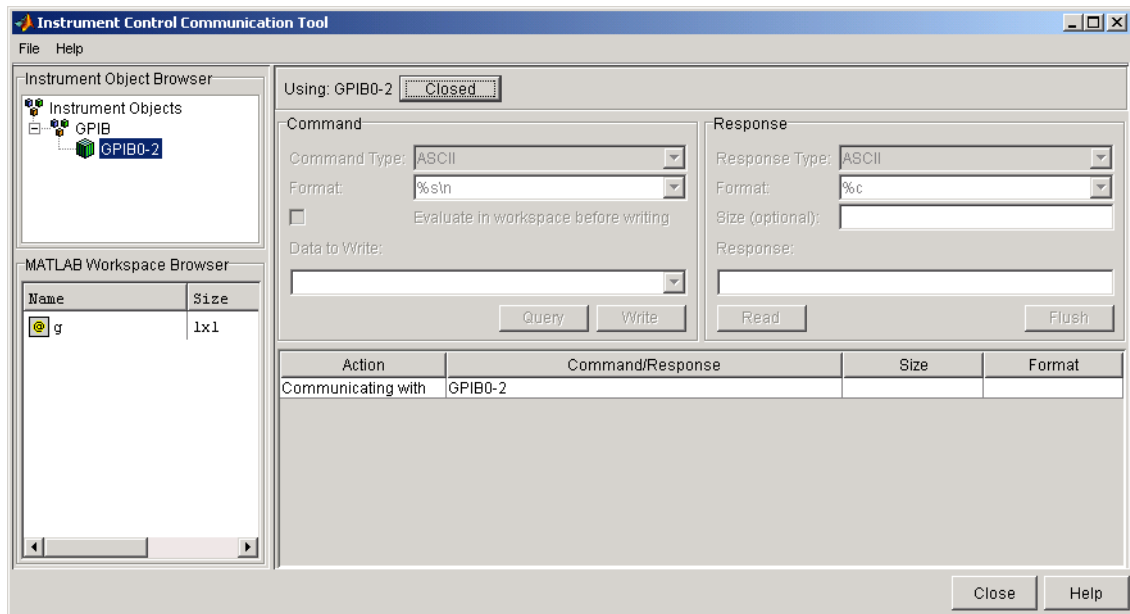 Instrument Control Communication Tool
File Help
Instrument Object Browser
Instrument Objects
GPIB
GPIB0-2
MATLAB Workspace Browser
Name Size
@ g 1x1
Using: GPIB0-2 Closed
Command
Command Type: ASCII
Format: %s\n
Evaluate in workspace before writing
Data to Write:
Query Write
Response
Response Type: ASCII
Format: %c
Size (optional):
Response:
Read Flush
Action Command/Response Size Format
Communicating with GPIB0-2
Close Help